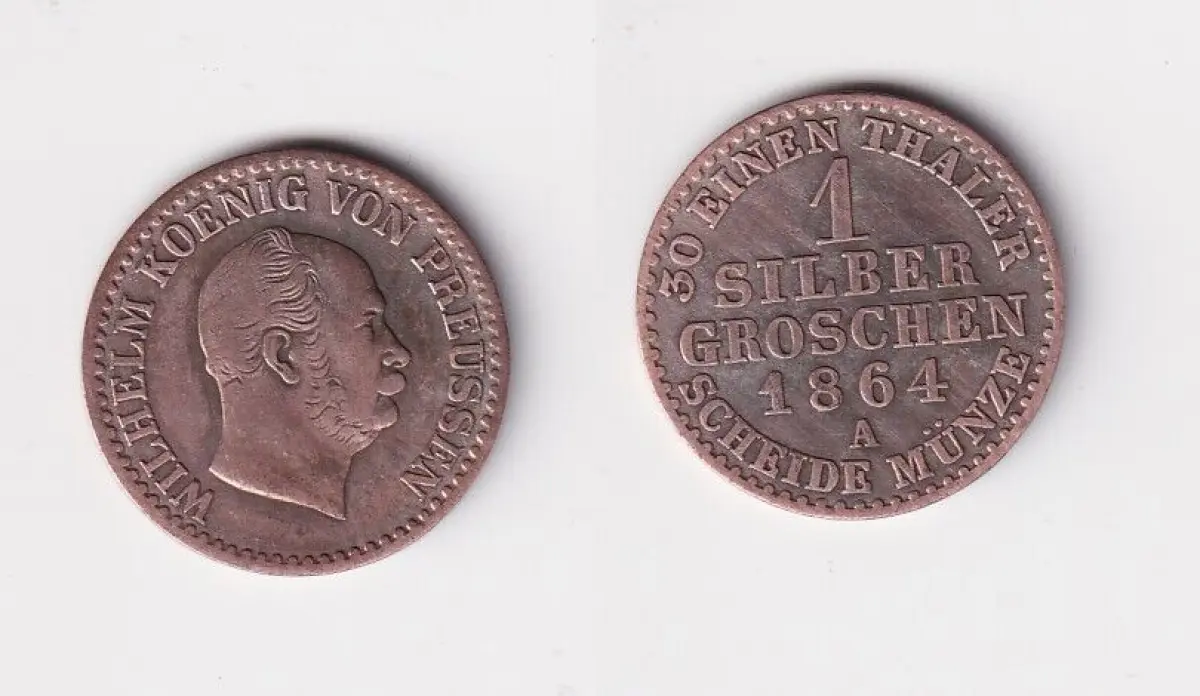 WILHELM KOENIG VON PREUSSEN
30 EINEN THALER
1
SILBER
GROSCHEN
1864
A
SCHEIDE MÜNZE